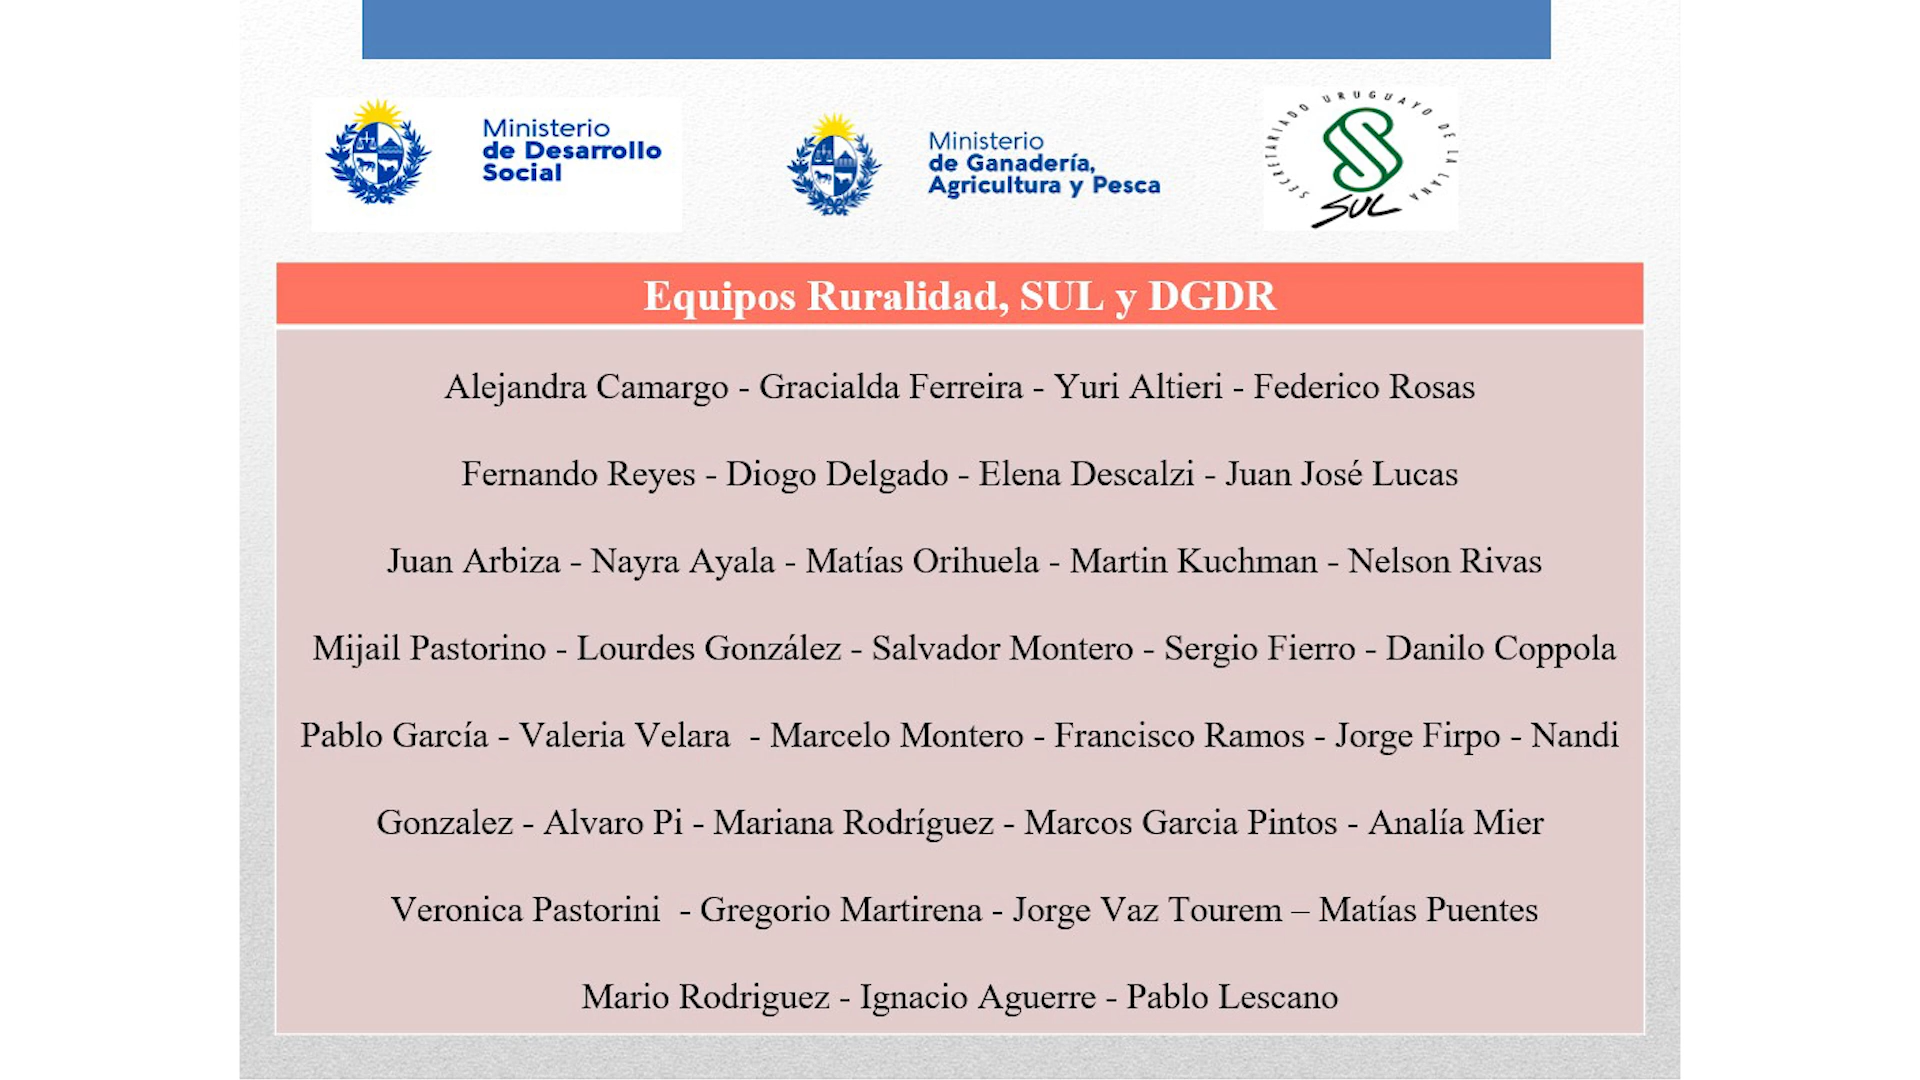 Ministerio
de Desarrollo
Social
Ministerio
de Ganadería,
Agricultura y Pesca
SECRETARIADO URUGUAYO DE LA LANA
SUL
Equipos Ruralidad, SUL y DGDR
Alejandra Camargo - Gracialda Ferreira - Yuri Altieri - Federico Rosas
Fernando Reyes - Diogo Delgado - Elena Descalzi - Juan José Lucas
Juan Arbiza - Nayra Ayala - Matías Orihuela - Martin Kuchman - Nelson Rivas
Mijail Pastorino - Lourdes González - Salvador Montero - Sergio Fierro - Danilo Coppola
Pablo García - Valeria Velara  - Marcelo Montero - Francisco Ramos - Jorge Firpo - Nandi
Gonzalez - Alvaro Pi - Mariana Rodríguez - Marcos Garcia Pintos - Analía Mier
Veronica Pastorini  - Gregorio Martirena - Jorge Vaz Tourem – Matías Puentes
Mario Rodriguez - Ignacio Aguerre - Pablo Lescano